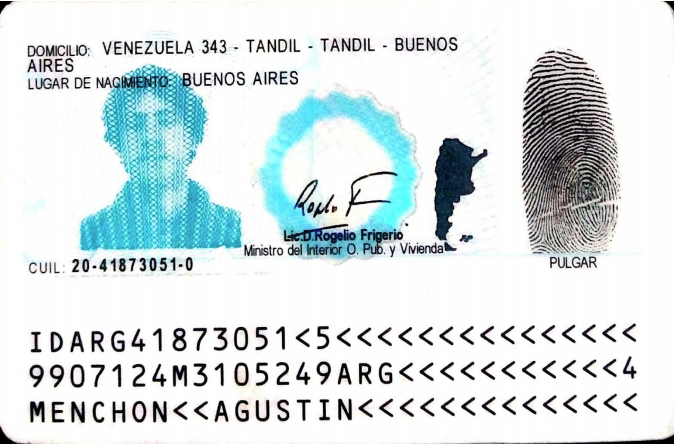 DOMICILIO: VENEZUELA 343 - TANDIL - TANDIL - BUENOS
AIRES
LUGAR DE NACIMIENTO: BUENOS AIRES
Lic.D.Rogelio Frigerio
Ministro del Interior O. Pub. y Vivienda
CUIL: 20-41873051-0
PULGAR
IDARG41873051<5<<<<<<<<<<<<<<<
9907124M3105249ARG<<<<<<<<<<<4
MENCHON<<AGUSTIN<<<<<<<<<<<<<<